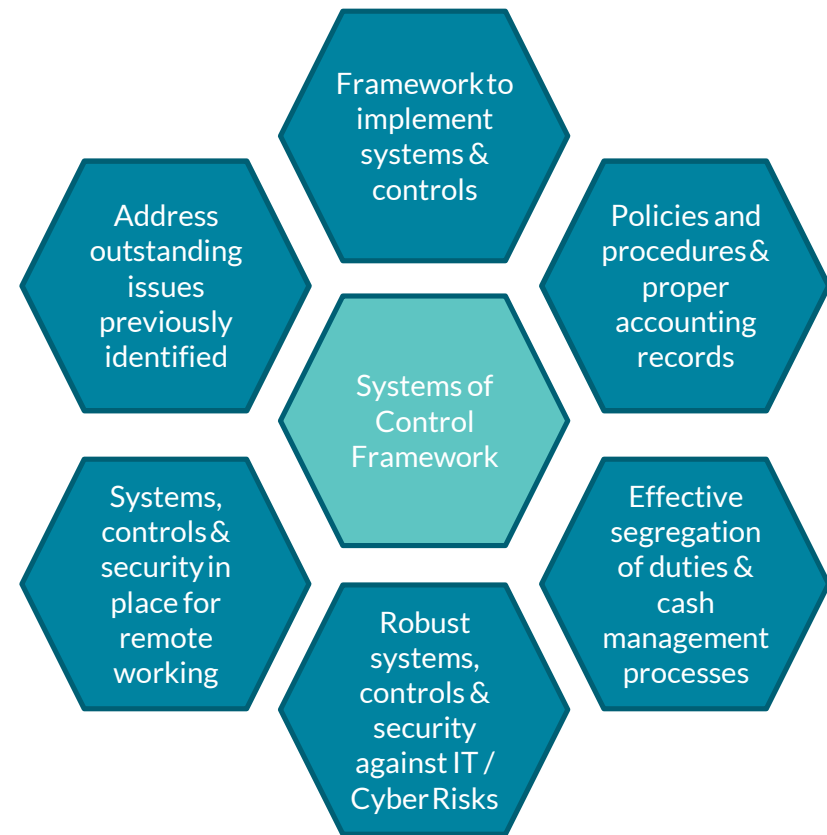 Framework to
implement
systems &
controls
Policies and
procedures &
proper
accounting
records
Effective
segregation
of duties &
cash
management
processes
Robust
systems,
controls &
security
against IT /
Cyber Risks
Systems,
controls &
security in
place for
remote
working
Address
outstanding
issues
previously
identified
Systems of
Control
Framework